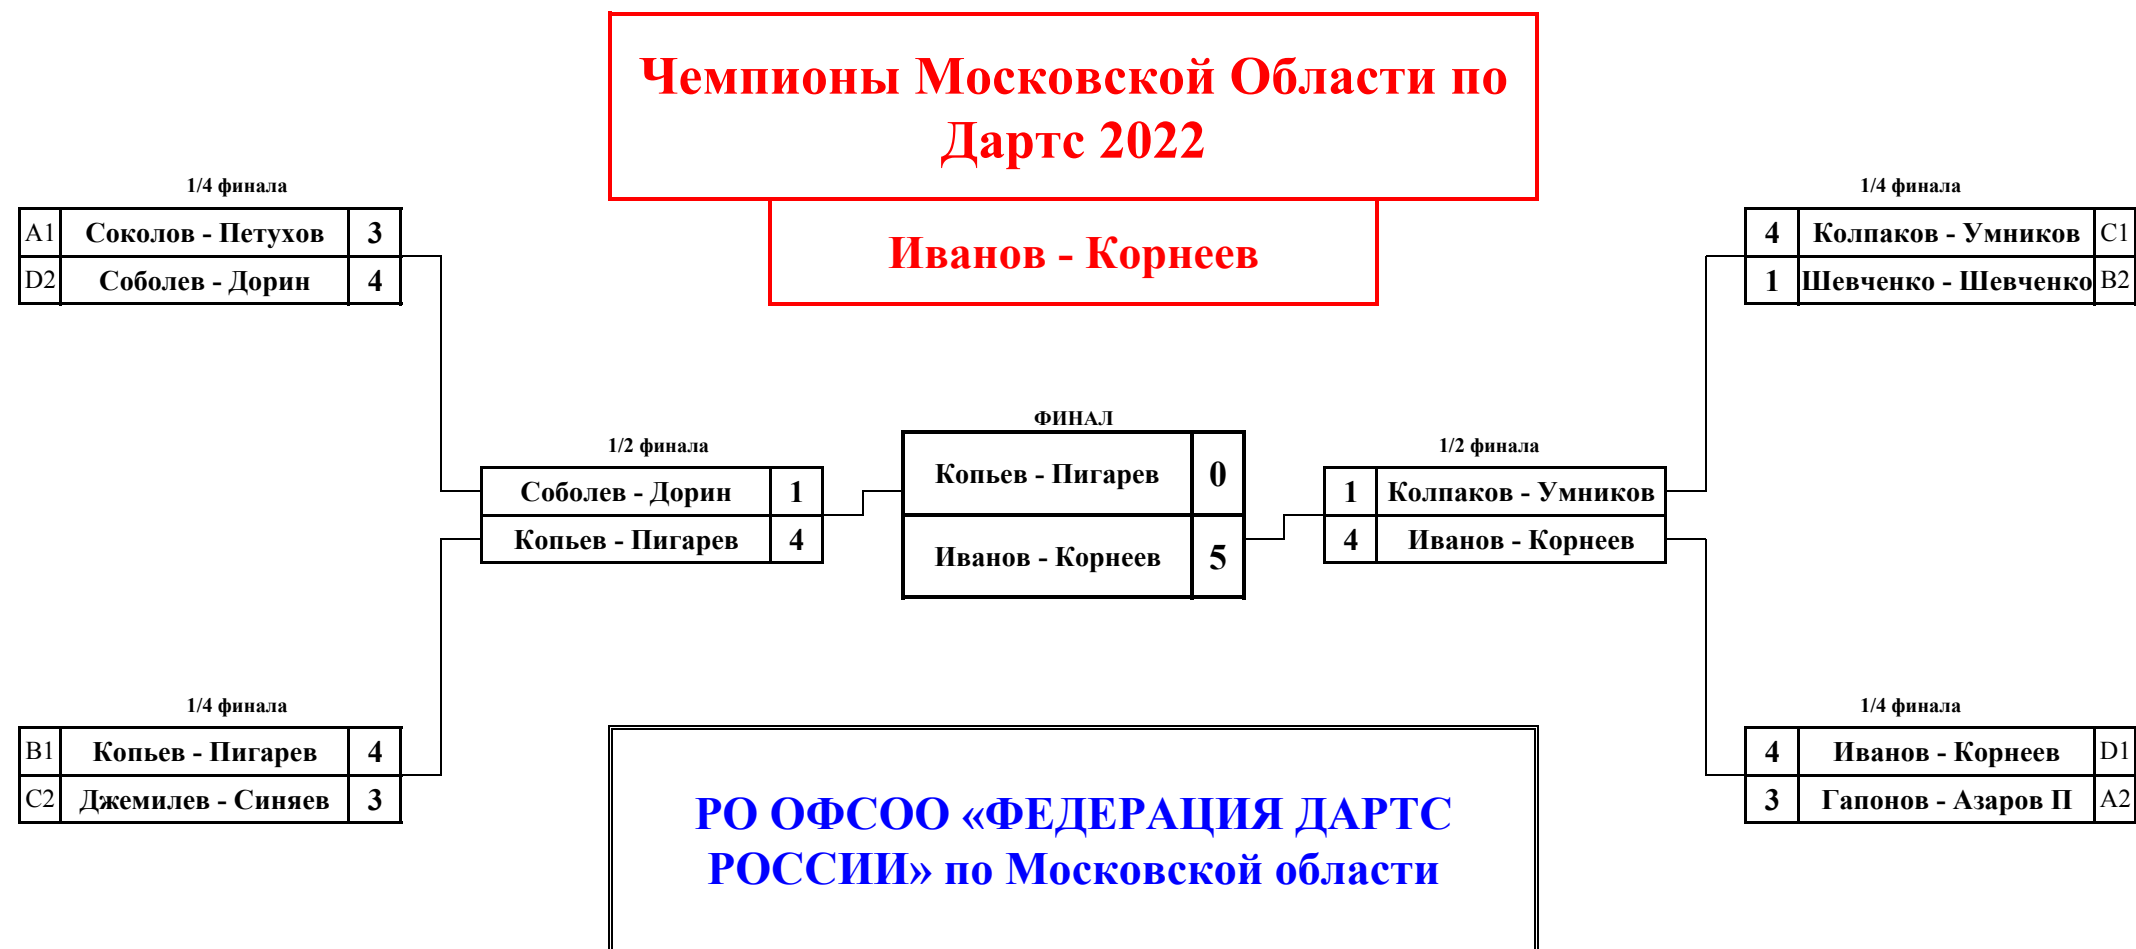 Чемпионы Московской Области по
Дартс 2022
Иванов - Корнеев
1/4 финала
A1 Соколов - Петухов 3
D2 Соболев - Дорин 4
1/4 финала
4 Колпаков - Умников C1
1 Шевченко - Шевченко B2
1/2 финала
Соболев - Дорин 1
Копьев - Пигарев 4
ФИНАЛ
Копьев - Пигарев 0
Иванов - Корнеев 5
1/2 финала
1 Колпаков - Умников
4 Иванов - Корнеев
1/4 финала
B1 Копьев - Пигарев 4
C2 Джемилев - Синяев 3
1/4 финала
4 Иванов - Корнеев D1
3 Гапонов - Азаров П A2
РО ОФСОО «ФЕДЕРАЦИЯ ДАРТС
РОССИИ» по Московской области